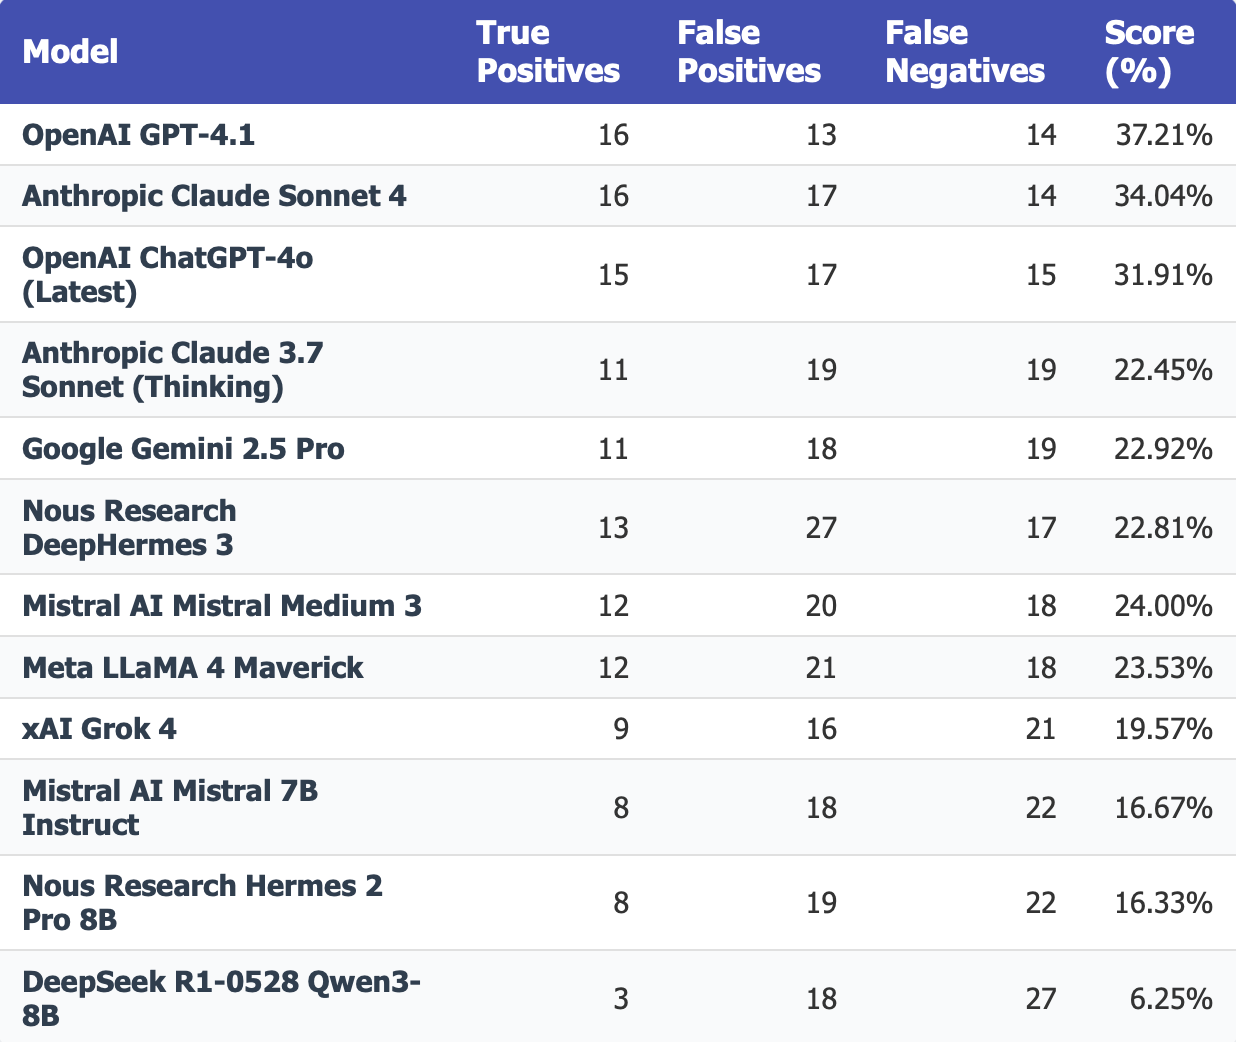 Model True Positives False Positives False Negatives Score (%)
OpenAI GPT-4.1 16 13 14 37.21%
Anthropic Claude Sonnet 4 16 17 14 34.04%
OpenAI ChatGPT-4o
(Latest) 15 17 15 31.91%
Anthropic Claude 3.7
Sonnet (Thinking) 11 19 19 22.45%
Google Gemini 2.5 Pro 11 18 19 22.92%
Nous Research
DeepHermes 3 13 27 17 22.81%
Mistral AI Mistral Medium 3 12 20 18 24.00%
Meta LLaMA 4 Maverick 12 21 18 23.53%
xAI Grok 4 9 16 21 19.57%
Mistral AI Mistral 7B
Instruct 8 18 22 16.67%
Nous Research Hermes 2
Pro 8B 8 19 22 16.33%
DeepSeek R1-0528 Qwen3-
8B 3 18 27 6.25%